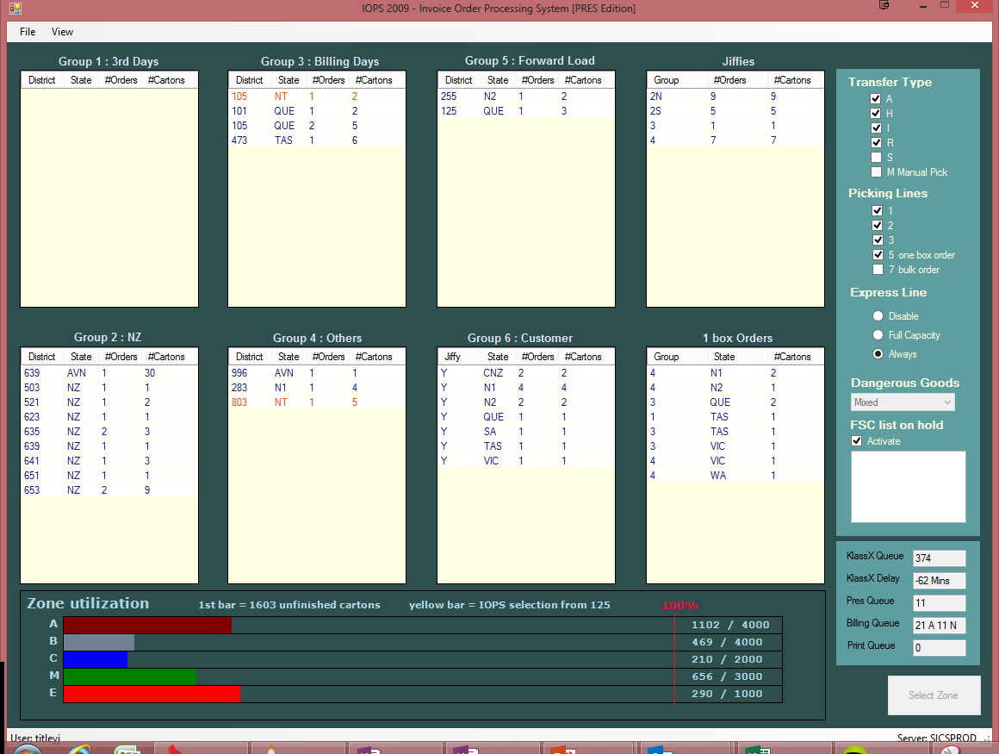 IOPS 2009 - Invoice Order Processing System [PRES Edition]
File View
Group 1 : 3rd Days
District State #Orders #Cartons
Group 3 : Billing Days
District State #Orders #Cartons
105 NT 1 2
101 QUE 1 2
105 QUE 2 5
473 TAS 1 6
Group 5 : Forward Load
District State #Orders #Cartons
255 N2 1 2
125 QUE 1 3
Jiffies
Group #Orders #Cartons
2N 9 9
2S 5 5
3 1 1
4 7 7
Group 2 : NZ
District State #Orders #Cartons
639 AVN 1 30
503 NZ 1 1
521 NZ 1 2
623 NZ 1 1
635 NZ 2 3
639 NZ 1 1
641 NZ 1 3
651 NZ 1 1
653 NZ 2 9
Group 4 : Others
District State #Orders #Cartons
996 AVN 1 1
283 N1 1 4
803 NT 1 5
Group 6 : Customer
Jiffy State #Orders #Cartons
Y CNZ 2 2
Y N1 4 4
Y N2 2 2
Y QUE 1 1
Y SA 1 1
Y TAS 1 1
Y VIC 1 1
1 box Orders
Group State #Cartons
4 N1 2
4 N2 1
3 QUE 2
1 TAS 1
3 TAS 1
3 VIC 1
4 VIC 1
4 WA 1
Transfer Type
A
H
I
R
S
M Manual Pick
Picking Lines
1
2
3
5 one box order
7 bulk order
Express Line
Disable
Full Capacity
Always
Dangerous Goods
Mixed
FSC list on hold
Activate
KlassX Queue 374
KlassX Delay -62 Mins
Pres Queue 11
Billing Queue 21 A 11 N
Print Queue 0
Select Zone
Zone utilization 1st bar = 1603 unfinished cartons yellow bar = IOPS selection from 125 100%
A 1102 / 4000
B 469 / 4000
C 210 / 2000
M 656 / 3000
E 290 / 1000
User: titleyj Server: SICSPROD